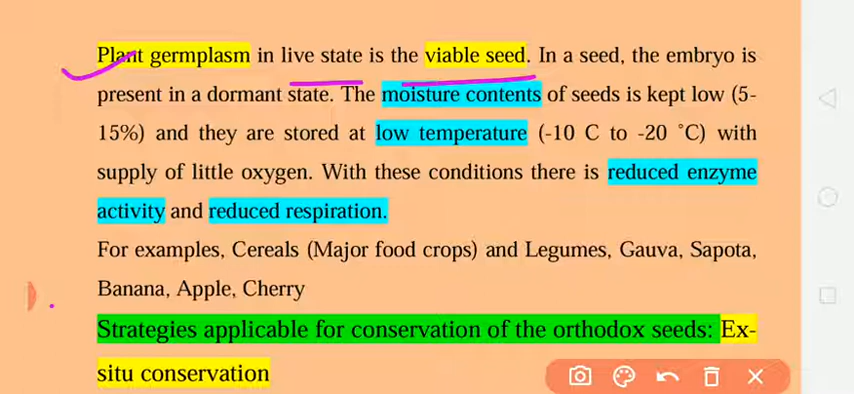 Plant germplasm in live state is the viable seed. In a seed, the embryo is
present in a dormant state. The moisture contents of seeds is kept low (5-
15%) and they are stored at low temperature (-10 C to -20 ˚C) with
supply of little oxygen. With these conditions there is reduced enzyme
activity and reduced respiration.
For examples, Cereals (Major food crops) and Legumes, Gauva, Sapota,
Banana, Apple, Cherry
Strategies applicable for conservation of the orthodox seeds: Ex-
situ conservation